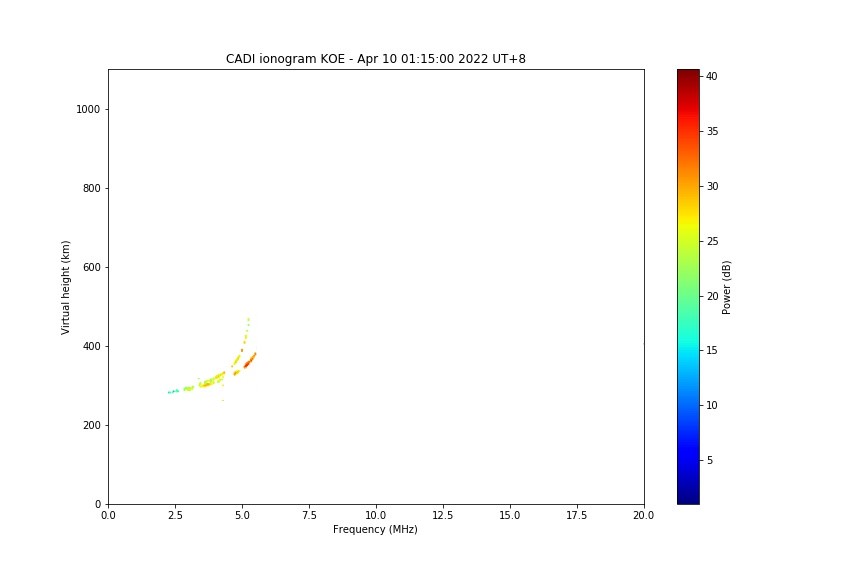 CADI ionogram KOE - Apr 10 01:15:00 2022 UT+8
1000
800
600
400
200
0
Virtual height (km)
0.0 2.5 5.0 7.5 10.0 12.5 15.0 17.5 20.0
Frequency (MHz)
40
35
30
25
20
15
10
5
Power (dB)